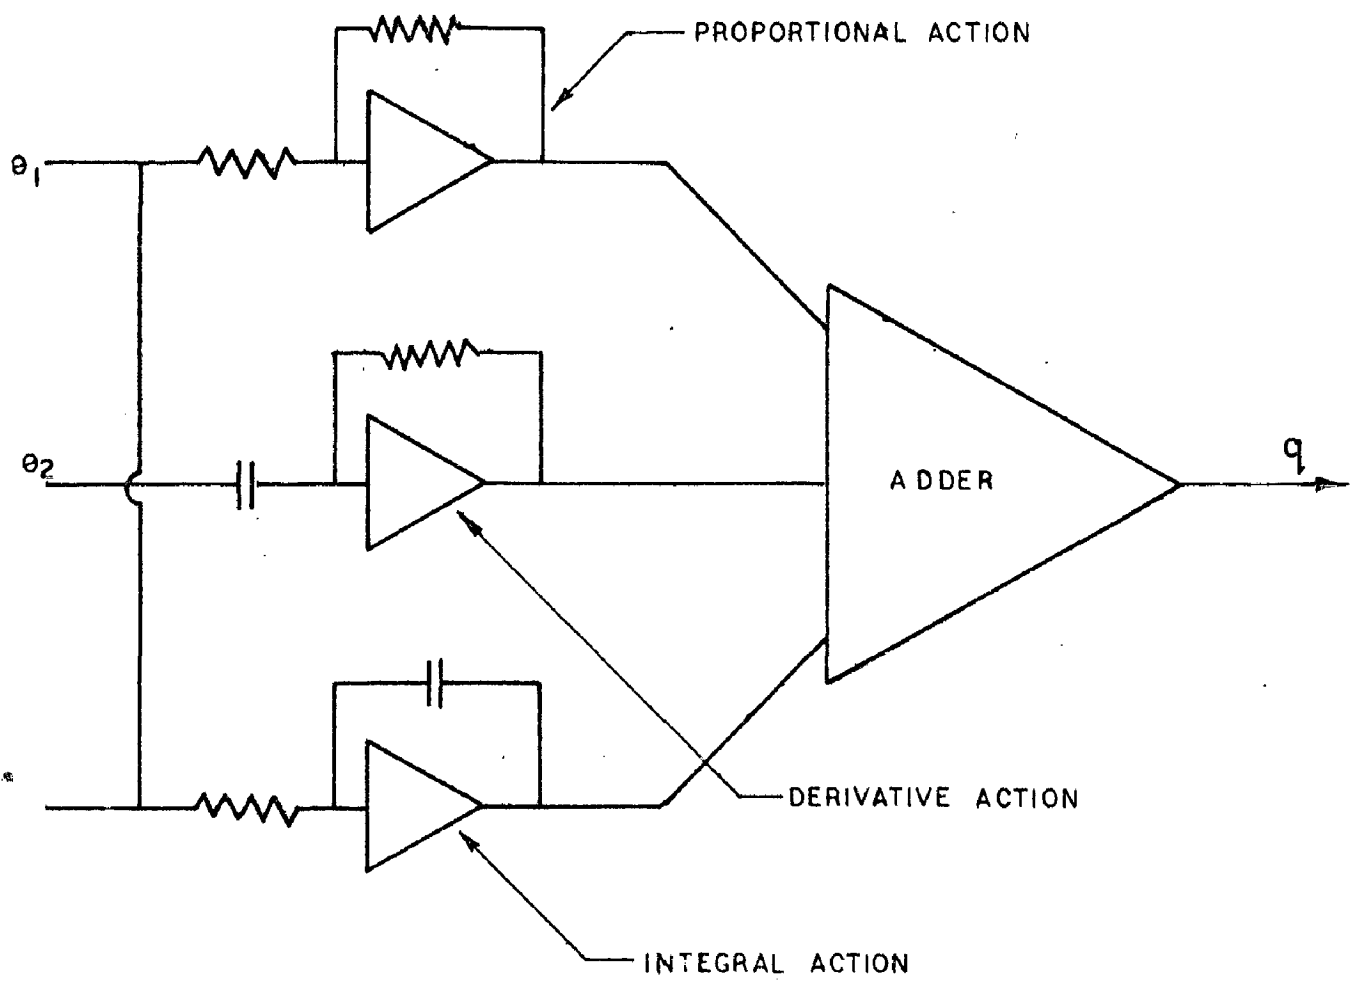 PROPORTIONAL ACTION
θ1
θ2
ADDER
q
DERIVATIVE ACTION
INTEGRAL ACTION